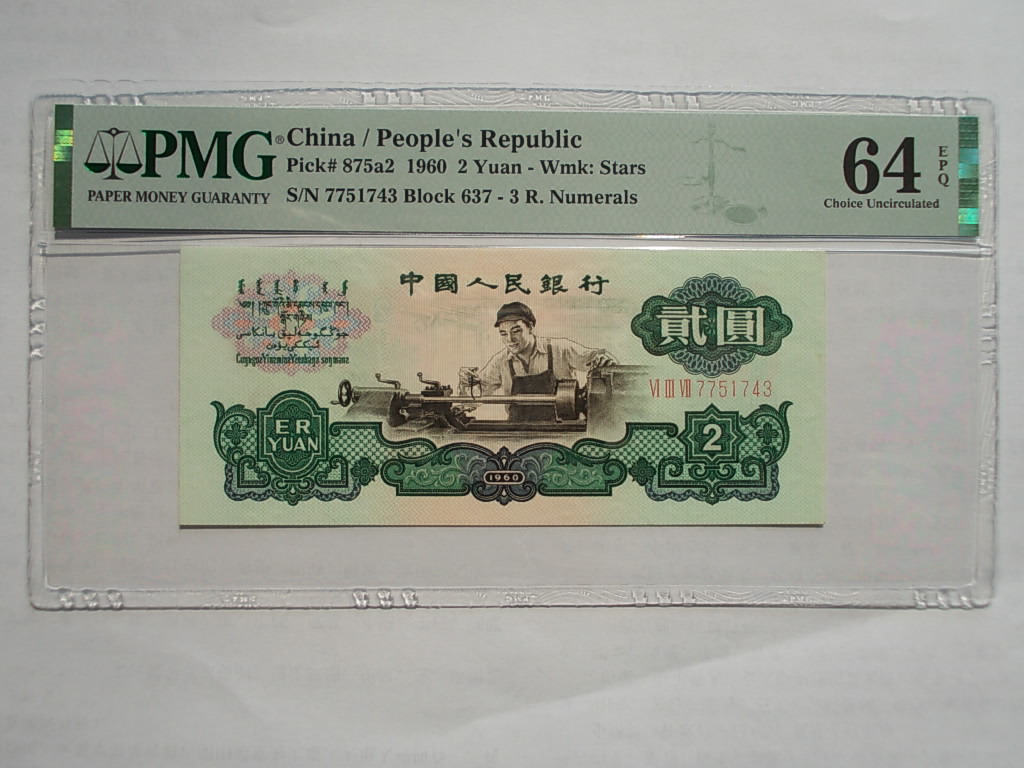 PMG®
PAPER MONEY GUARANTY
China / People's Republic
Pick# 875a2 1960 2 Yuan - Wmk: Stars
S/N 7751743 Block 637 - 3 R. Numerals
64 EPQ
Choice Uncirculated
中國人民銀行
貳圓
VI III VII 7751743
ER
YUAN
1960
2